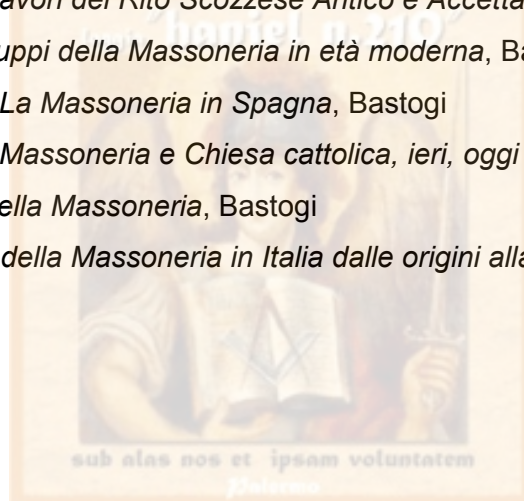 avori del Rito Scozzese Antico e Accetta
"haniel n.210"
uppi della Massoneria in età moderna, Ba
La Massoneria in Spagna, Bastogi
Massoneria e Chiesa cattolica, ieri, oggi
ella Massoneria, Bastogi
della Massoneria in Italia dalle origini alla
sub alas nos et ipsam voluntatem
Palermo